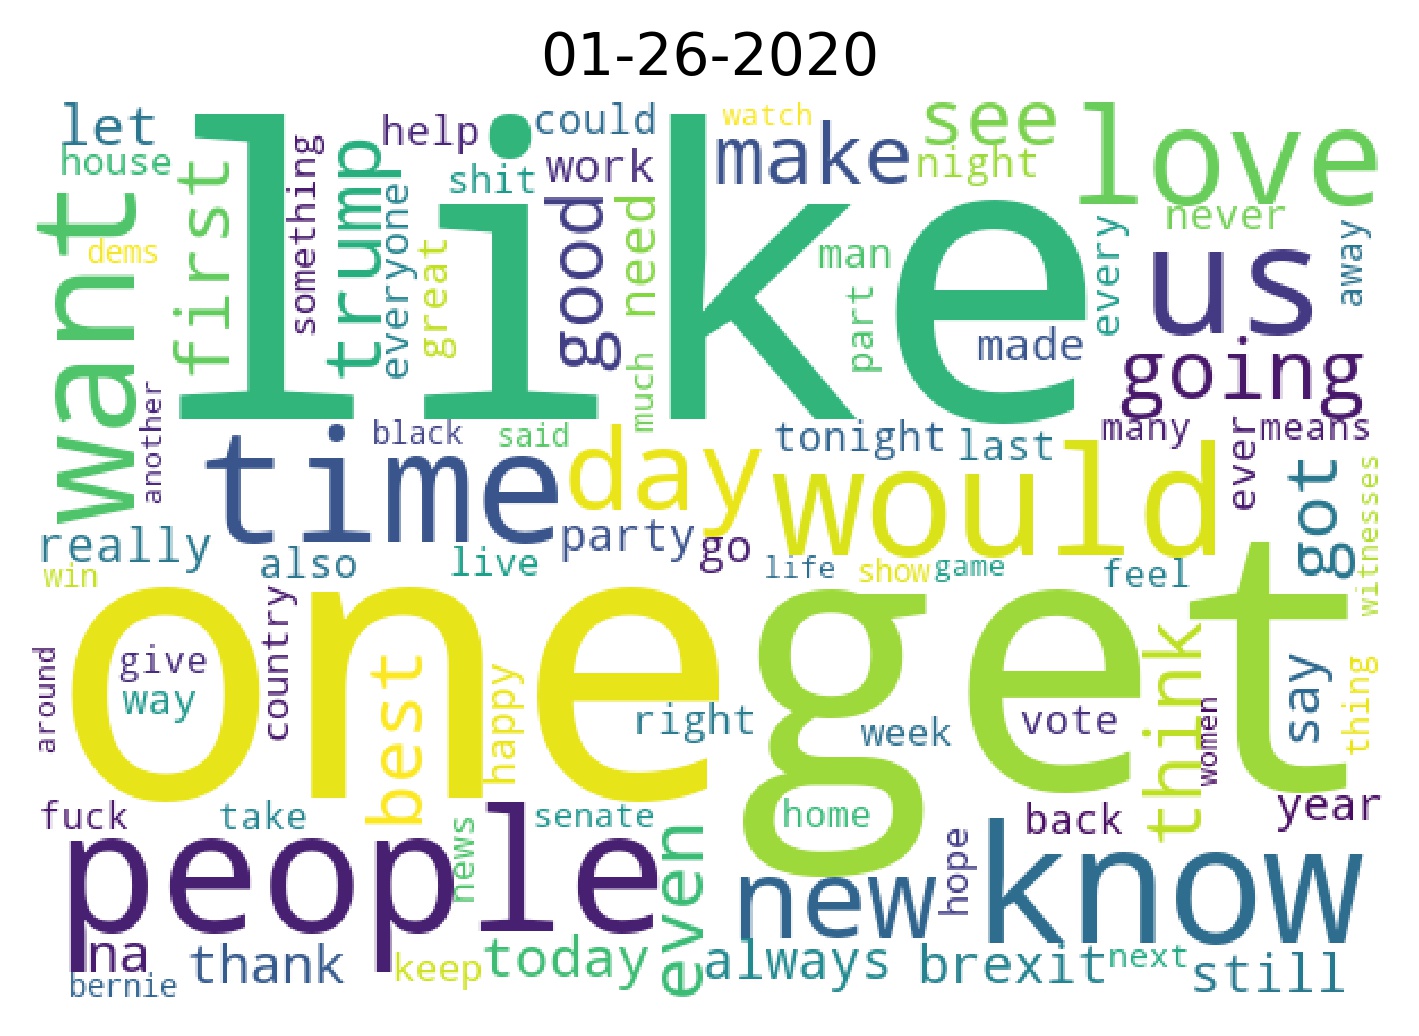 01-26-2020
let
house
want
dems
first
like
something
trump
help
everyone
great
shit
could
work
good
need
much
watch
make
see
night
love
never
man
part
made
every
us
away
going
another
time
black
said
day
tonight
last
would
many
ever
means
got
witnesses
really
win
also
live
party
go
life
show
game
feel
one
get
give
way
country
around
best
happy
right
week
vote
think
women
say
thing
fuck
take
people
news
senate
even
home
back
year
new
hope
know
na
bernie
thank
keep
today
always
brexit
next
still